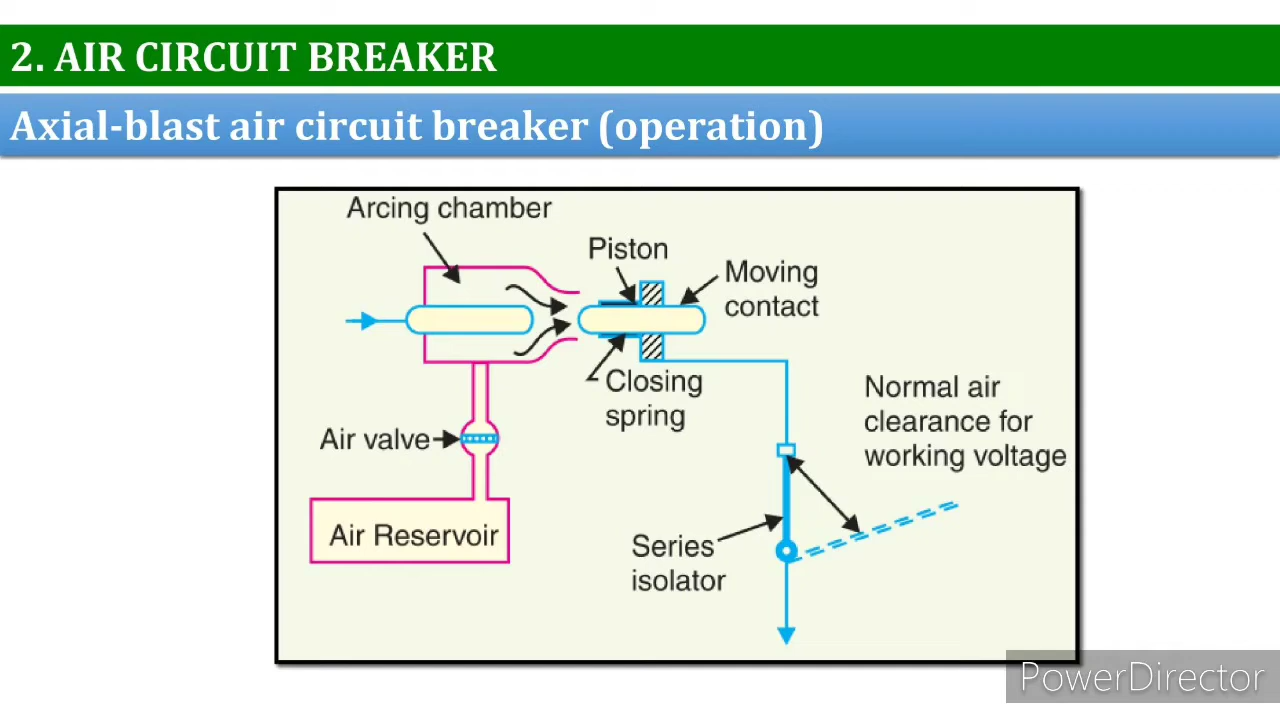 2. AIR CIRCUIT BREAKER
Axial-blast air circuit breaker (operation)
Arcing chamber
Piston
Moving
contact
Closing
spring
Normal air
clearance for
working voltage
Air valve
Air Reservoir
Series
isolator
PowerDirector